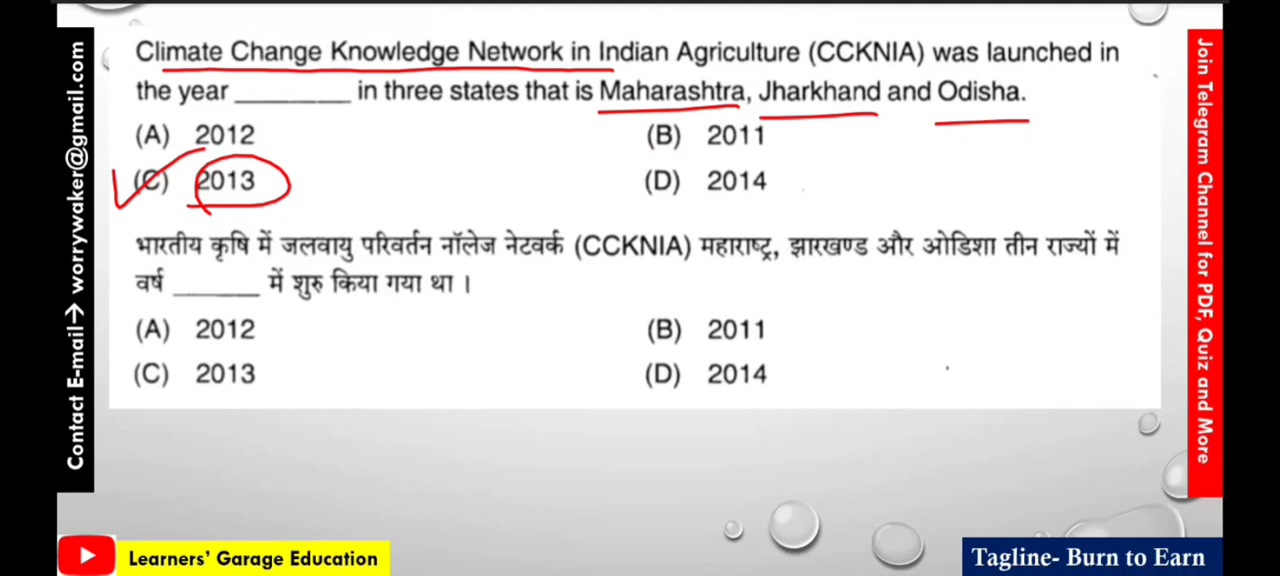 Climate Change Knowledge Network in Indian Agriculture (CCKNIA) was launched in
the year ________ in three states that is Maharashtra, Jharkhand and Odisha.
(A) 2012
(B) 2011
(C) 2013
(D) 2014
भारतीय कृषि में जलवायु परिवर्तन नॉलेज नेटवर्क (CCKNIA) महाराष्ट्र, झारखण्ड और ओडिशा तीन राज्यों में
वर्ष ______ में शुरु किया गया था ।
(A) 2012
(B) 2011
(C) 2013
(D) 2014
Contact E-mail→ worrywaker@gmail.com
Join Telegram Channel for PDF, Quiz and More
Learners' Garage Education
Tagline- Burn to Earn